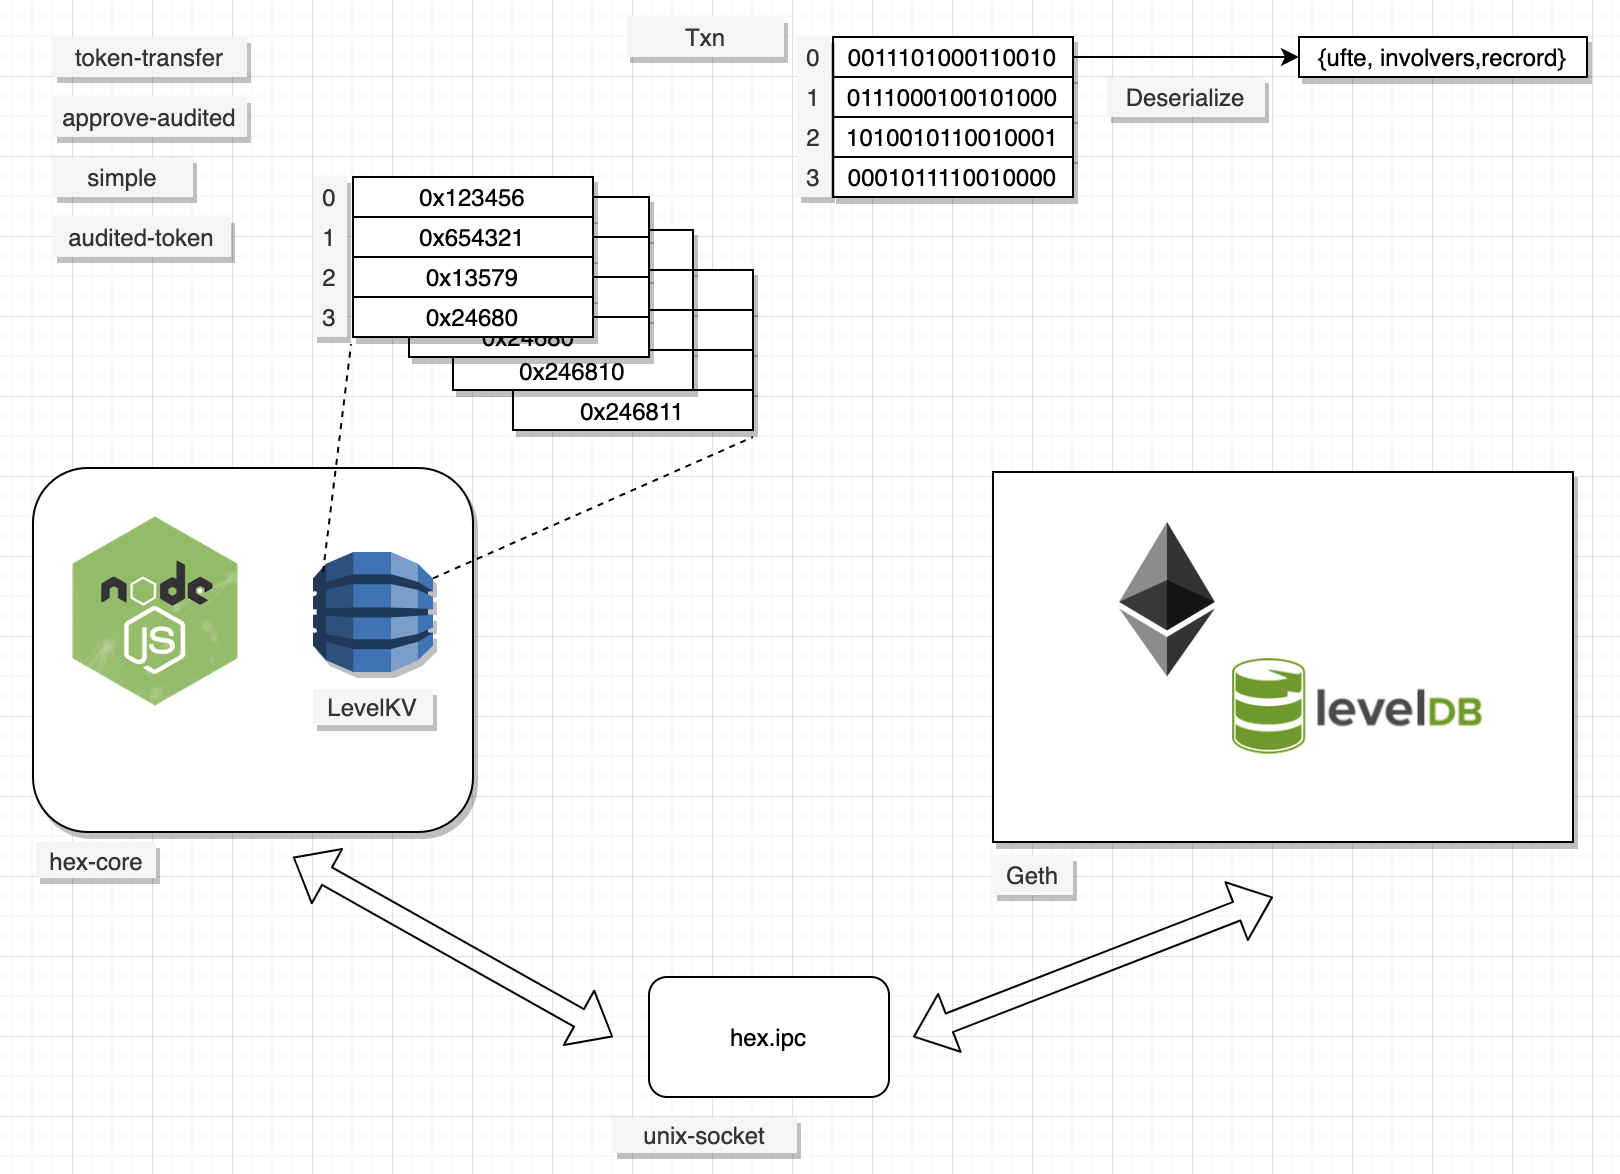 token-transfer
approve-audited
simple
audited-token
Txn
0 0011101000110010
1 0111000100101000
2 1010010110010001
3 0001011110010000
Deserialize
{ufte, involvers,recrord}
0 0x123456
1 0x654321
2 0x13579
3 0x24680
0x24680
0x246810
0x246811
node
JS
LevelKV
hex-core
levelDB
Geth
hex.ipc
unix-socket